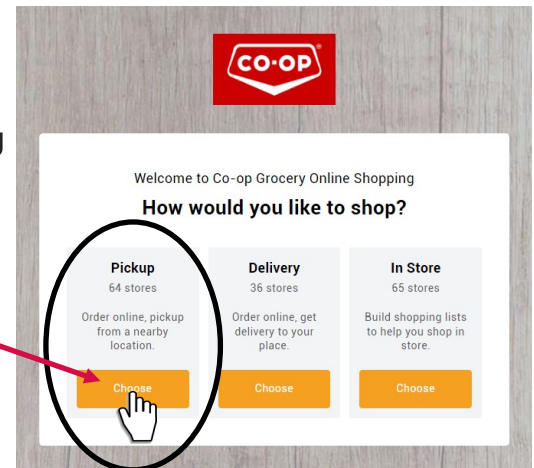 CO·OP®
Welcome to Co-op Grocery Online Shopping
How would you like to shop?
Pickup
64 stores
Order online, pickup
from a nearby
location.
Choose
Delivery
36 stores
Order online, get
delivery to your
place.
Choose
In Store
65 stores
Build shopping lists
to help you shop in
store.
Choose